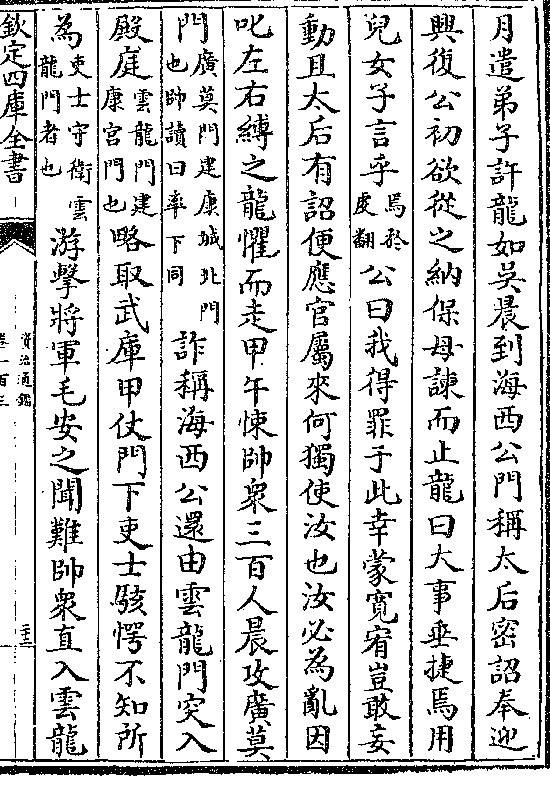 月遣弟子許龍如吳晨到海西公門稱太后密詔奉迎
興復公初欲從之納保母諫而止龍曰大事垂捷焉用
兒女子言乎焉於虔翻公曰我得罪于此幸蒙寛宥豈敢妄
動且太后有詔便應官屬來何獨使汝也汝必為亂因
叱左右縛之龍懼而走甲午悚帥衆三百人晨攻廣莫
門廣莫門建康城北門也帥讀曰率下同詐稱海西公還由雲龍門突入
殿庭雲龍門建康宮門也略取武庫甲仗門下吏士駭愕不知所
為吏士守衛雲龍門者也游擊將軍毛安之聞難帥衆直入雲龍
欽定四庫全書
資治通鑑
卷一百三